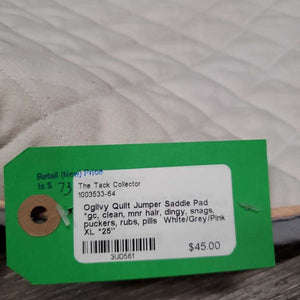 Retail (New) Price
Is $ 73
The Tack Collector
1003533-64
Ogilvy Quilt Jumper Saddle Pad
*gc, clean, mnr hair, dingy, snags,
puckers, rubs, pills White/Grey/Pink
XL *25"
$45.00
3UD561